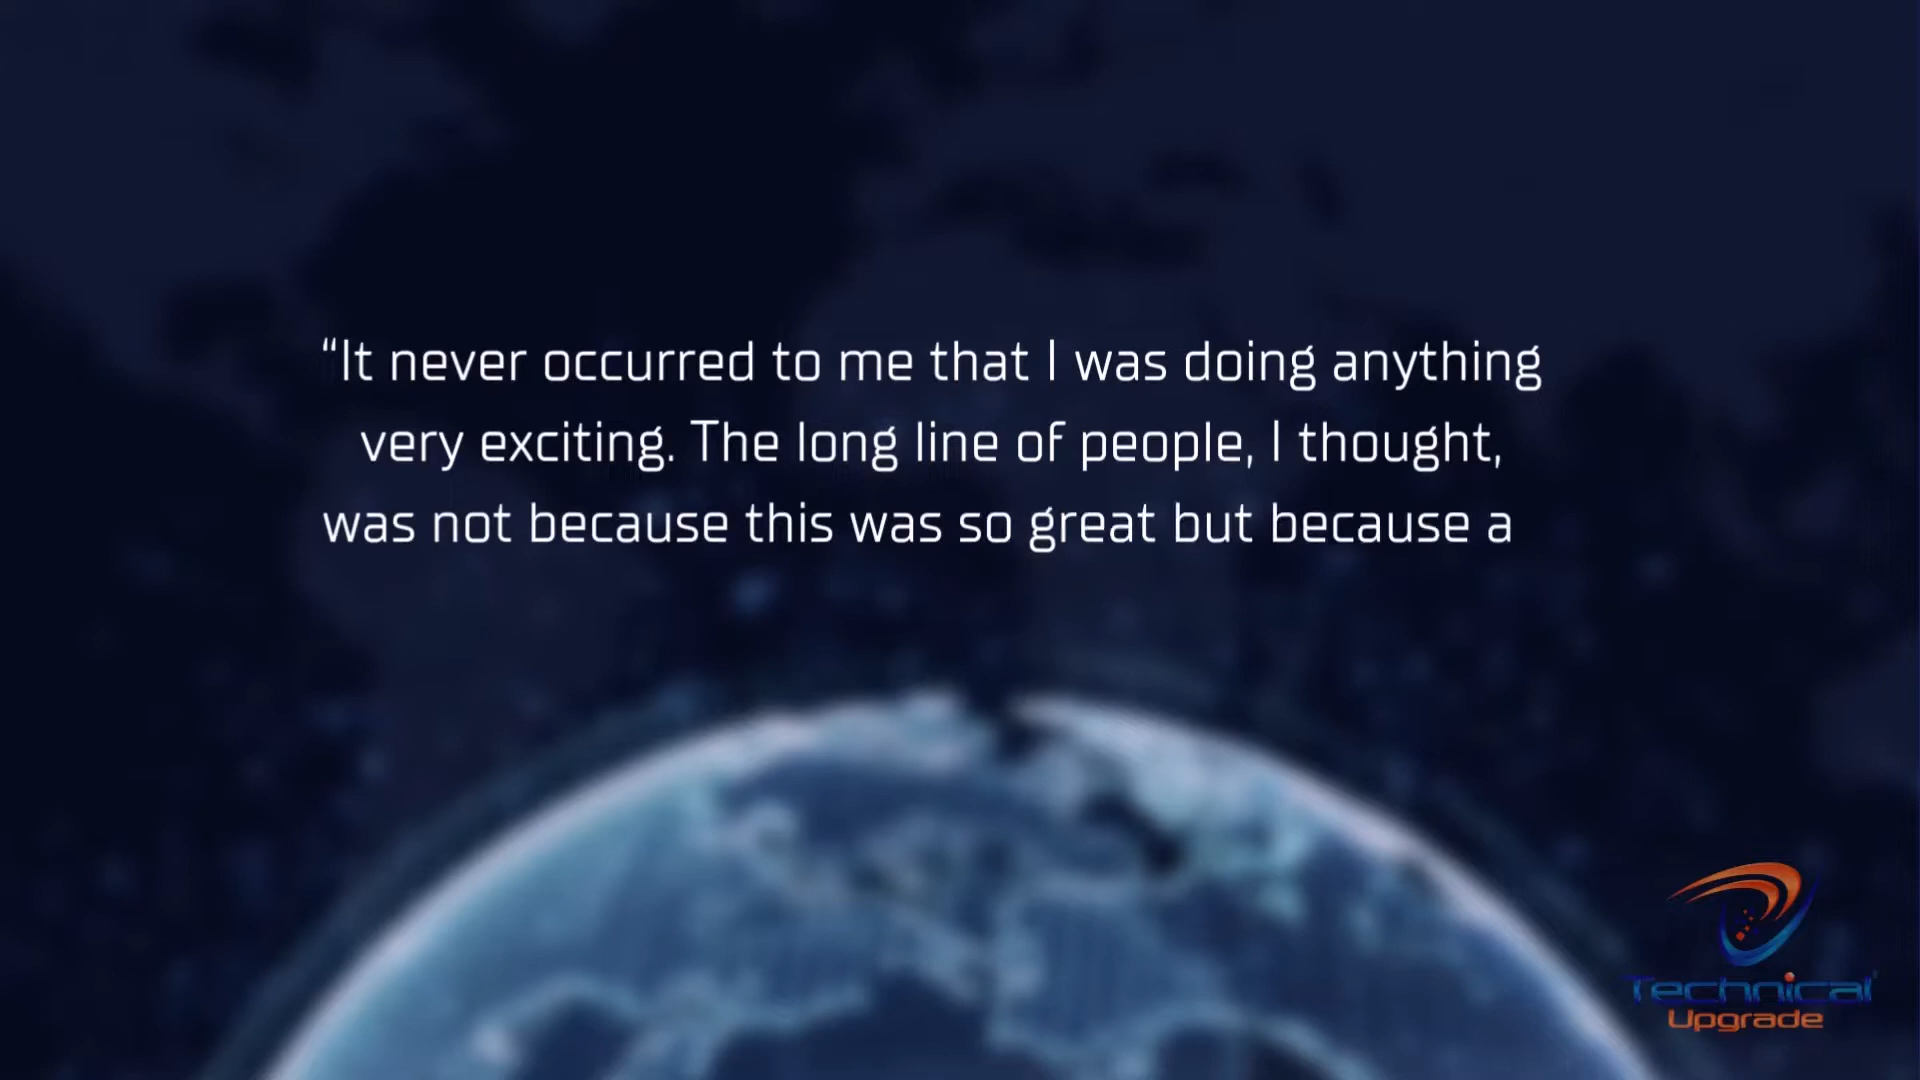 “It never occurred to me that I was doing anything
very exciting. The long line of people, I thought,
was not because this was so great but because a
Technical
Upgrade